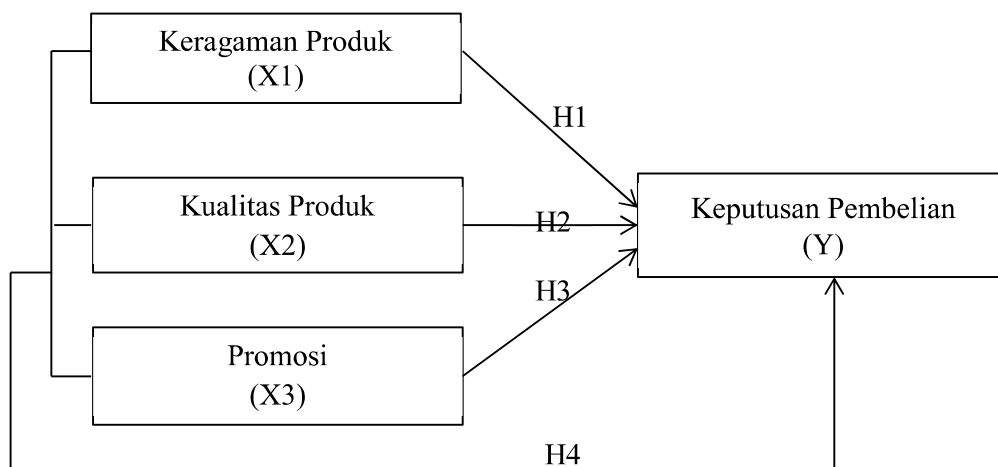 Keragaman Produk
(X1)
H1
Kualitas Produk
(X2)
H2
Keputusan Pembelian
(Y)
H3
Promosi
(X3)
H4